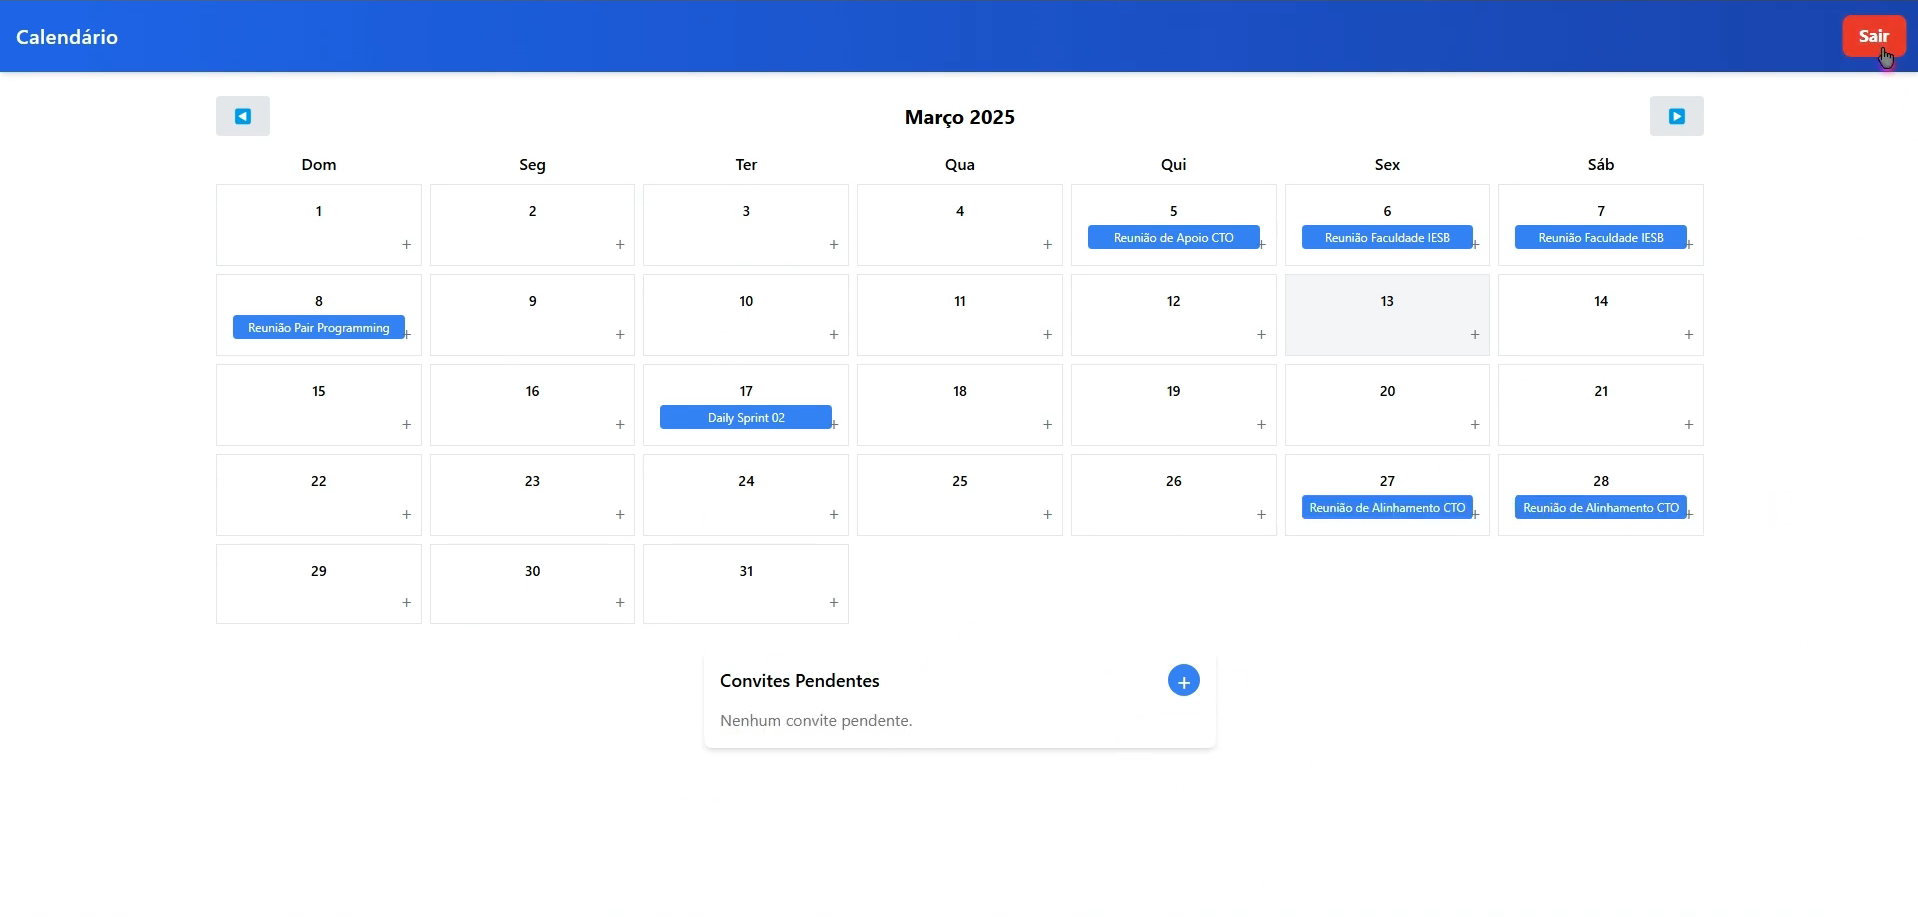 Calendário
Sair
Março 2025
Dom Seg Ter Qua Qui Sex Sáb
1 2 3 4 5 6 7
+ + + + Reunião de Apoio CTO + Reunião Faculdade IESB + Reunião Faculdade IESB +
8 9 10 11 12 13 14
Reunião Pair Programming + + + + + + +
15 16 17 18 19 20 21
+ + Daily Sprint 02 + + + + +
22 23 24 25 26 27 28
+ + + + + Reunião de Alinhamento CTO + Reunião de Alinhamento CTO +
29 30 31
+ + +
Convites Pendentes +
Nenhum convite pendente.